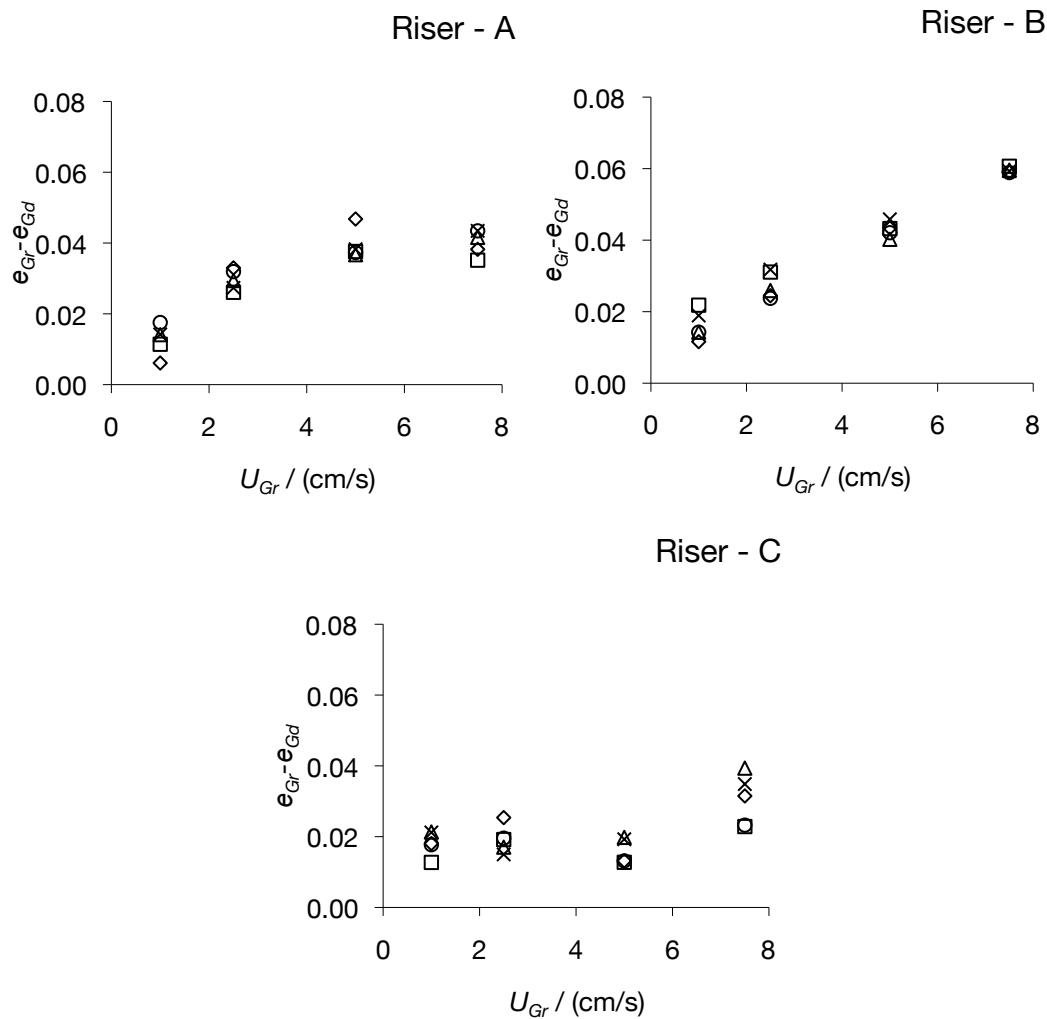 Riser - A
0.08
0.06
0.04
0.02
0.00
e_Gr-e_Gd
0 2 4 6 8
U_Gr / (cm/s)
Riser - B
0.08
0.06
0.04
0.02
0.00
e_Gr-e_Gd
0 2 4 6 8
U_Gr / (cm/s)
Riser - C
0.08
0.06
0.04
0.02
0.00
e_Gr-e_Gd
0 2 4 6 8
U_Gr / (cm/s)